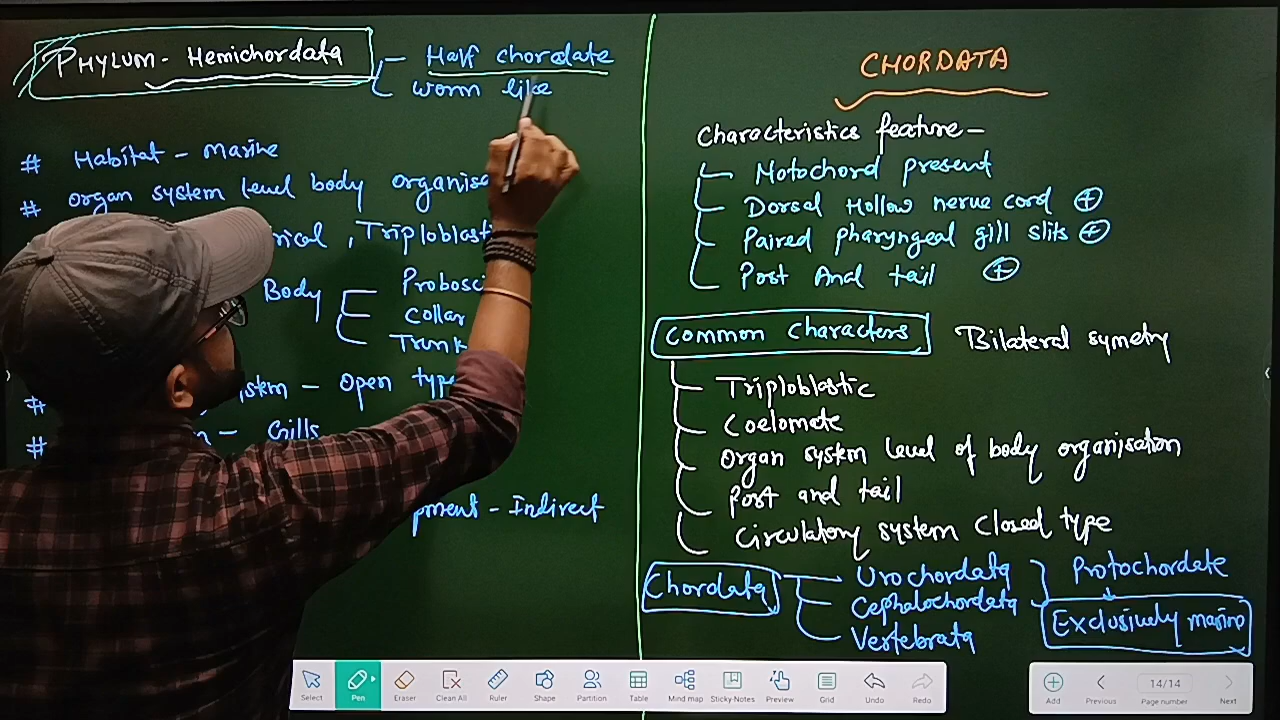 PHYLUM - Hemichordata - Half chordate
worm like
# Habitat - Marine
# organ system level body organis
rical, Triploblasti
Body Probosci
Collar
Trunk
#
stem - Open type
#
n - Gills
pment - Indirect
CHORDATA
Characteristics feature -
Notochord present
Dorsal Hollow nerve cord +
Paired pharyngeal gill slits +
Post And tail +
Common Characters Bilateral symetry
Triploblastic
Coelomate
Organ system level of body organisation
Post and tail
Circulatory system Closed type
Chordata
Urochordata
Cephalochordata
Vertebrata
Protochordate
Exclusively marine
Select Pen Eraser Clean All Ruler Shape Partition Table Mind map Sticky Notes Preview Grid Undo Redo
Add Previous 14/14 Page number Next